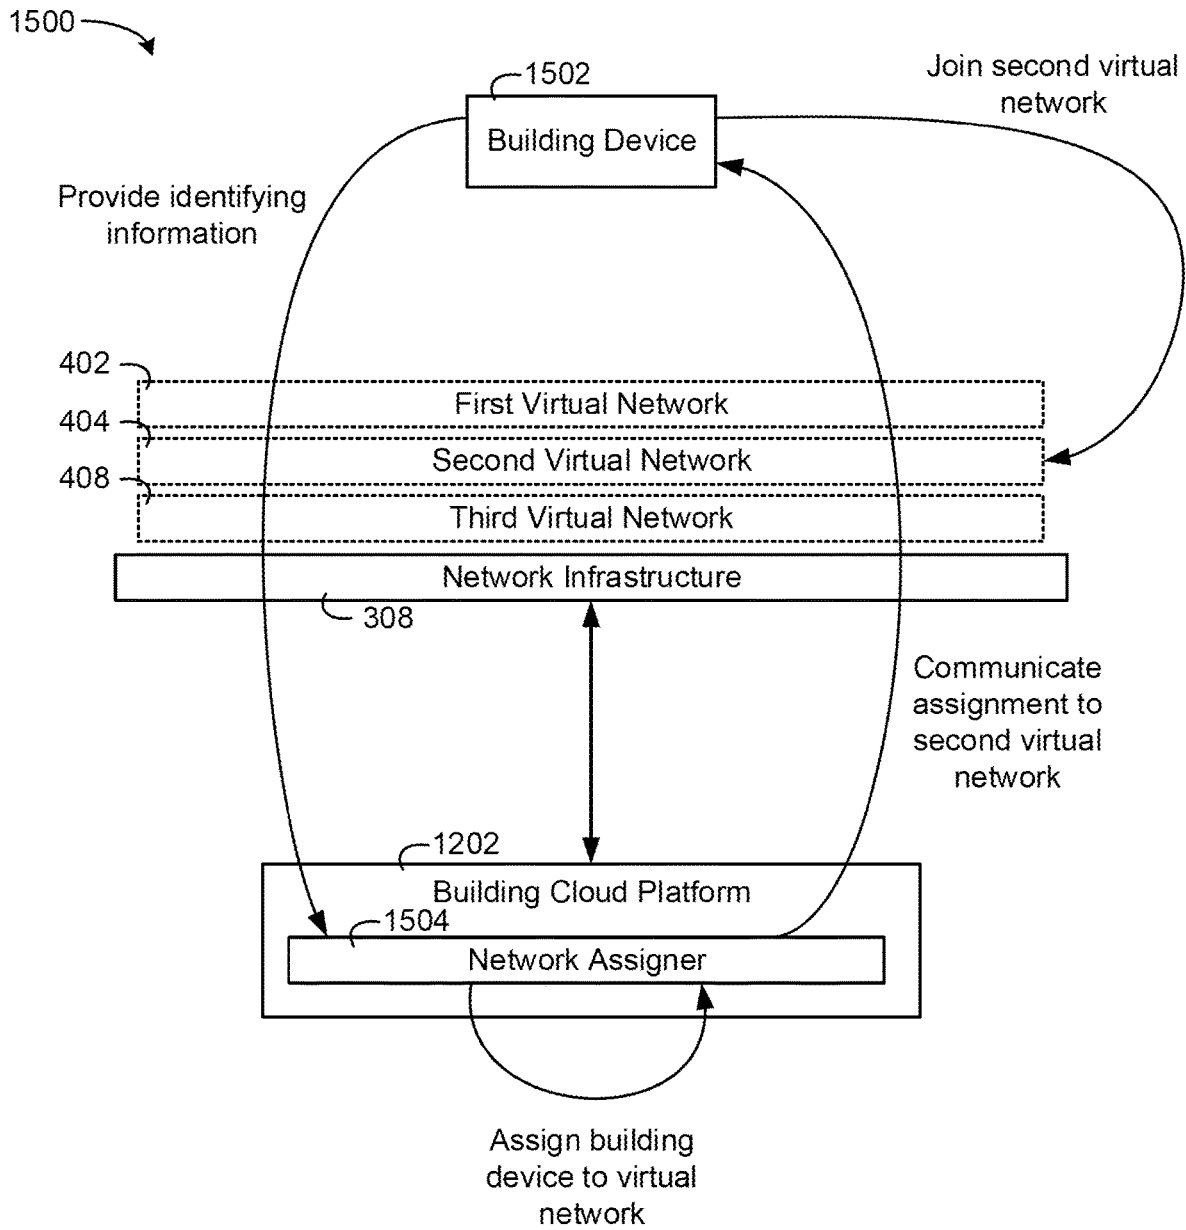 1500
1502
Building Device
Join second virtual
network
Provide identifying
information
402
First Virtual Network
404
Second Virtual Network
408
Third Virtual Network
Network Infrastructure
308
Communicate
assignment to
second virtual
network
1202
Building Cloud Platform
1504
Network Assigner
Assign building
device to virtual
network